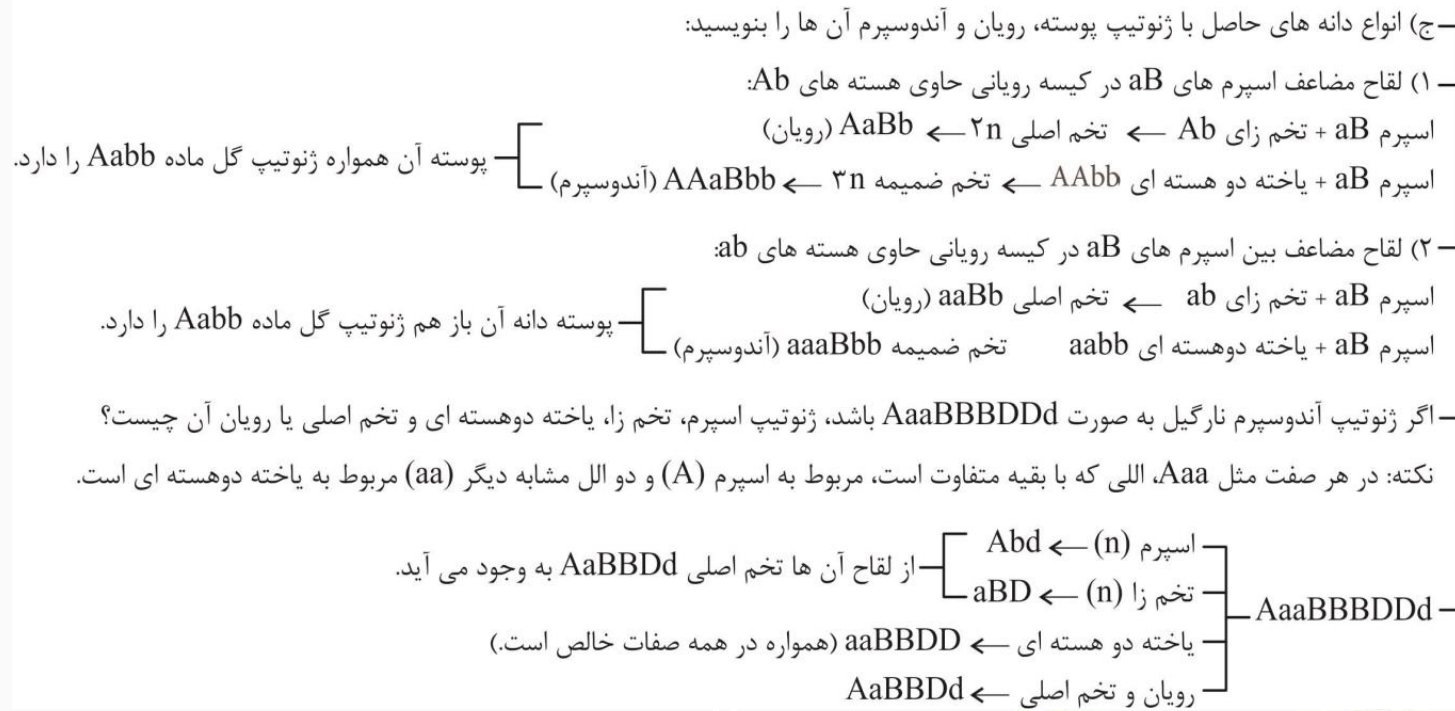 ج) انواع دانه های حاصل با ژنوتیپ پوسته، رویان و آندوسپرم آن ها را بنویسید:
۱) لقاح مضاعف اسپرم های aB در کیسه رویانی حاوی هسته های Ab:
اسپرم aB + تخم زای Ab ← تخم اصلی ۲n ← AaBb (رویان)
اسپرم aB + یاخته دو هسته ای AAbb ← تخم ضمیمه ۳n ← AAaBbb (آندوسپرم)
پوسته آن همواره ژنوتیپ گل ماده Aabb را دارد.
۲) لقاح مضاعف بین اسپرم های aB در کیسه رویانی حاوی هسته های ab:
اسپرم aB + تخم زای ab ← تخم اصلی aaBb (رویان)
اسپرم aB + یاخته دوهسته ای aabb تخم ضمیمه aaaBbb (آندوسپرم)
پوسته دانه آن باز هم ژنوتیپ گل ماده Aabb را دارد.
اگر ژنوتیپ آندوسپرم نارگیل به صورت AaaBBBDDd باشد، ژنوتیپ اسپرم، تخم زا، یاخته دوهسته ای و تخم اصلی یا رویان آن چیست؟
نکته: در هر صفت مثل Aaa، اللی که با بقیه متفاوت است، مربوط به اسپرم (A) و دو الل مشابه دیگر (aa) مربوط به یاخته دوهسته ای است.
AaaBBBDDd
اسپرم (n) ← Abd
تخم زا (n) ← aBD
از لقاح آن ها تخم اصلی AaBBDd به وجود می آید.
یاخته دو هسته ای ← aaBBDD (همواره در همه صفات خالص است.)
رویان و تخم اصلی ← AaBBDd